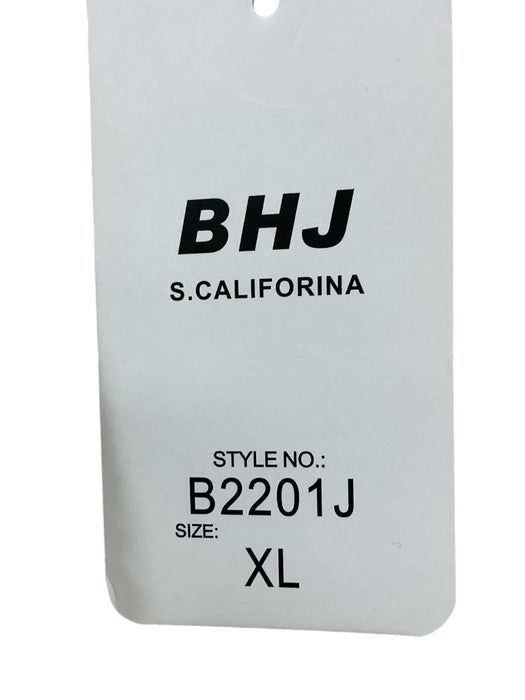 BHJ
S.CALIFORINA
STYLE NO.:
B2201J
SIZE:
XL